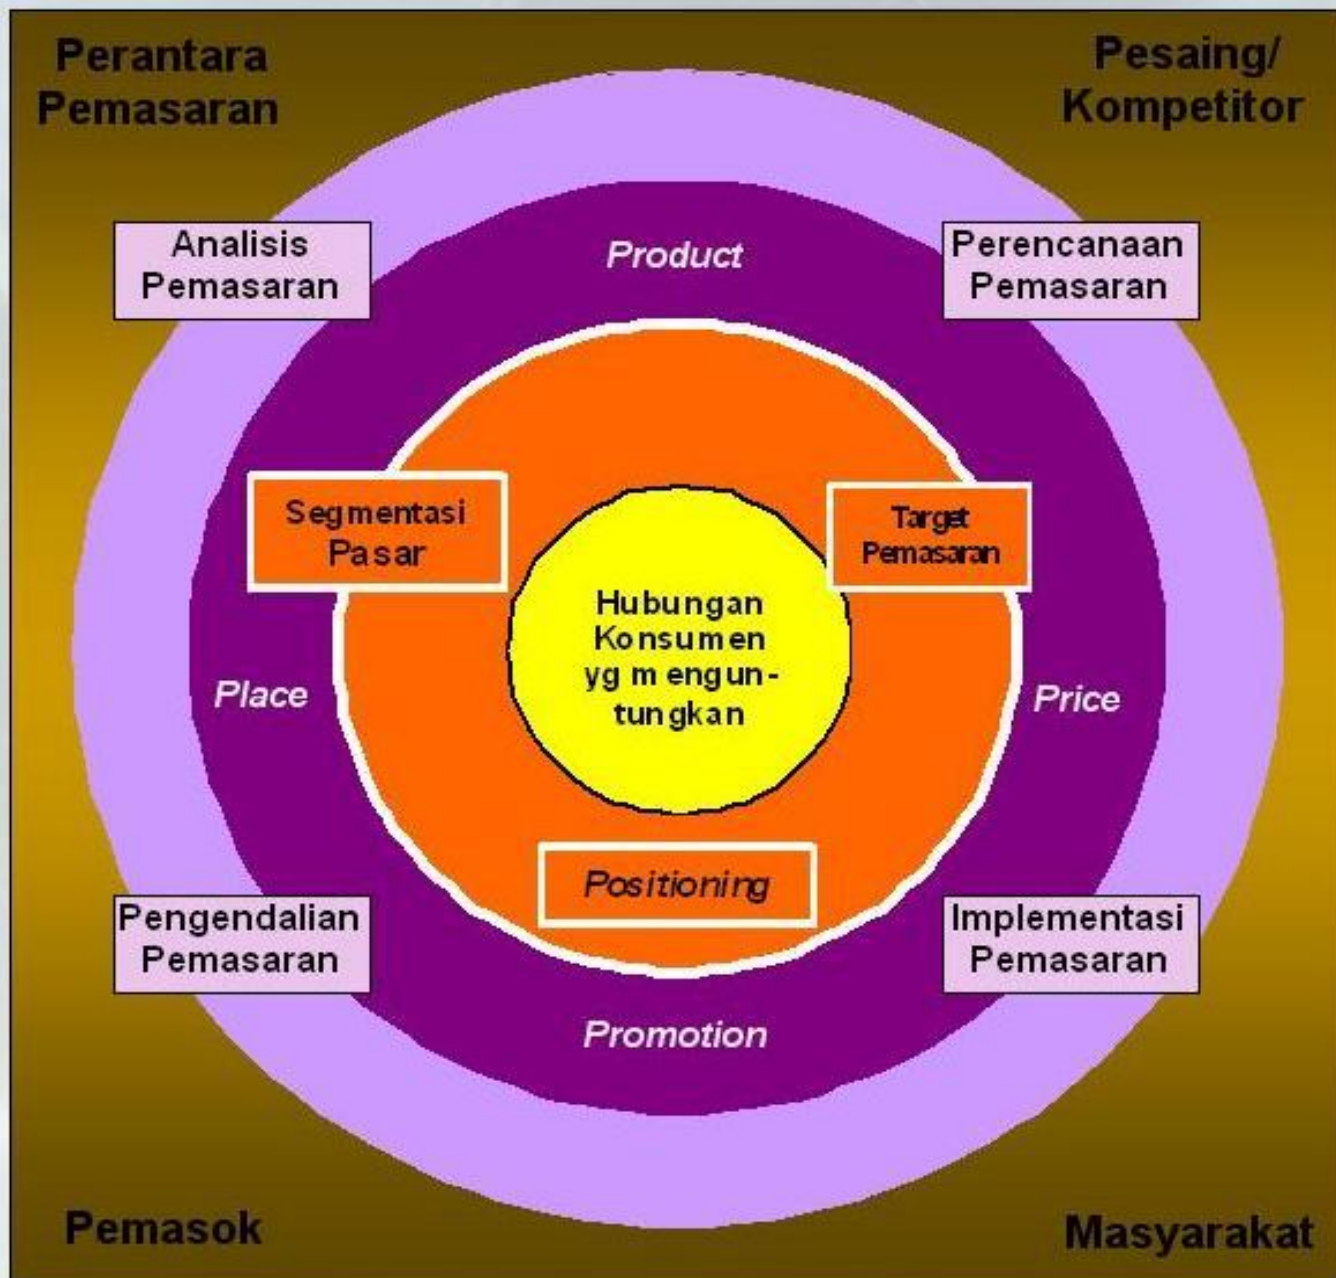 Perantara
Pemasaran
Pesaing/
Kompetitor
Analisis
Pemasaran
Product
Perencanaan
Pemasaran
Segmentasi
Pasar
Target
Pemasaran
Hubungan
Konsumen
yg mengun-
tungkan
Place
Price
Positioning
Pengendalian
Pemasaran
Implementasi
Pemasaran
Promotion
Pemasok
Masyarakat